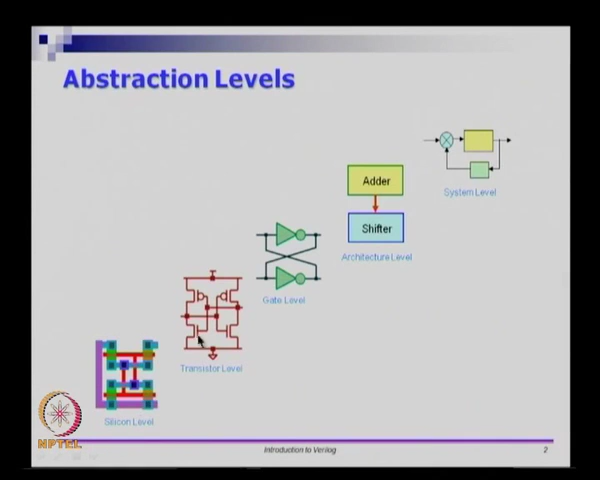 Abstraction Levels
System Level
Adder
Shifter
Architecture Level
Gate Level
Transistor Level
Silicon Level
NPTEL
Introduction to Verilog
2